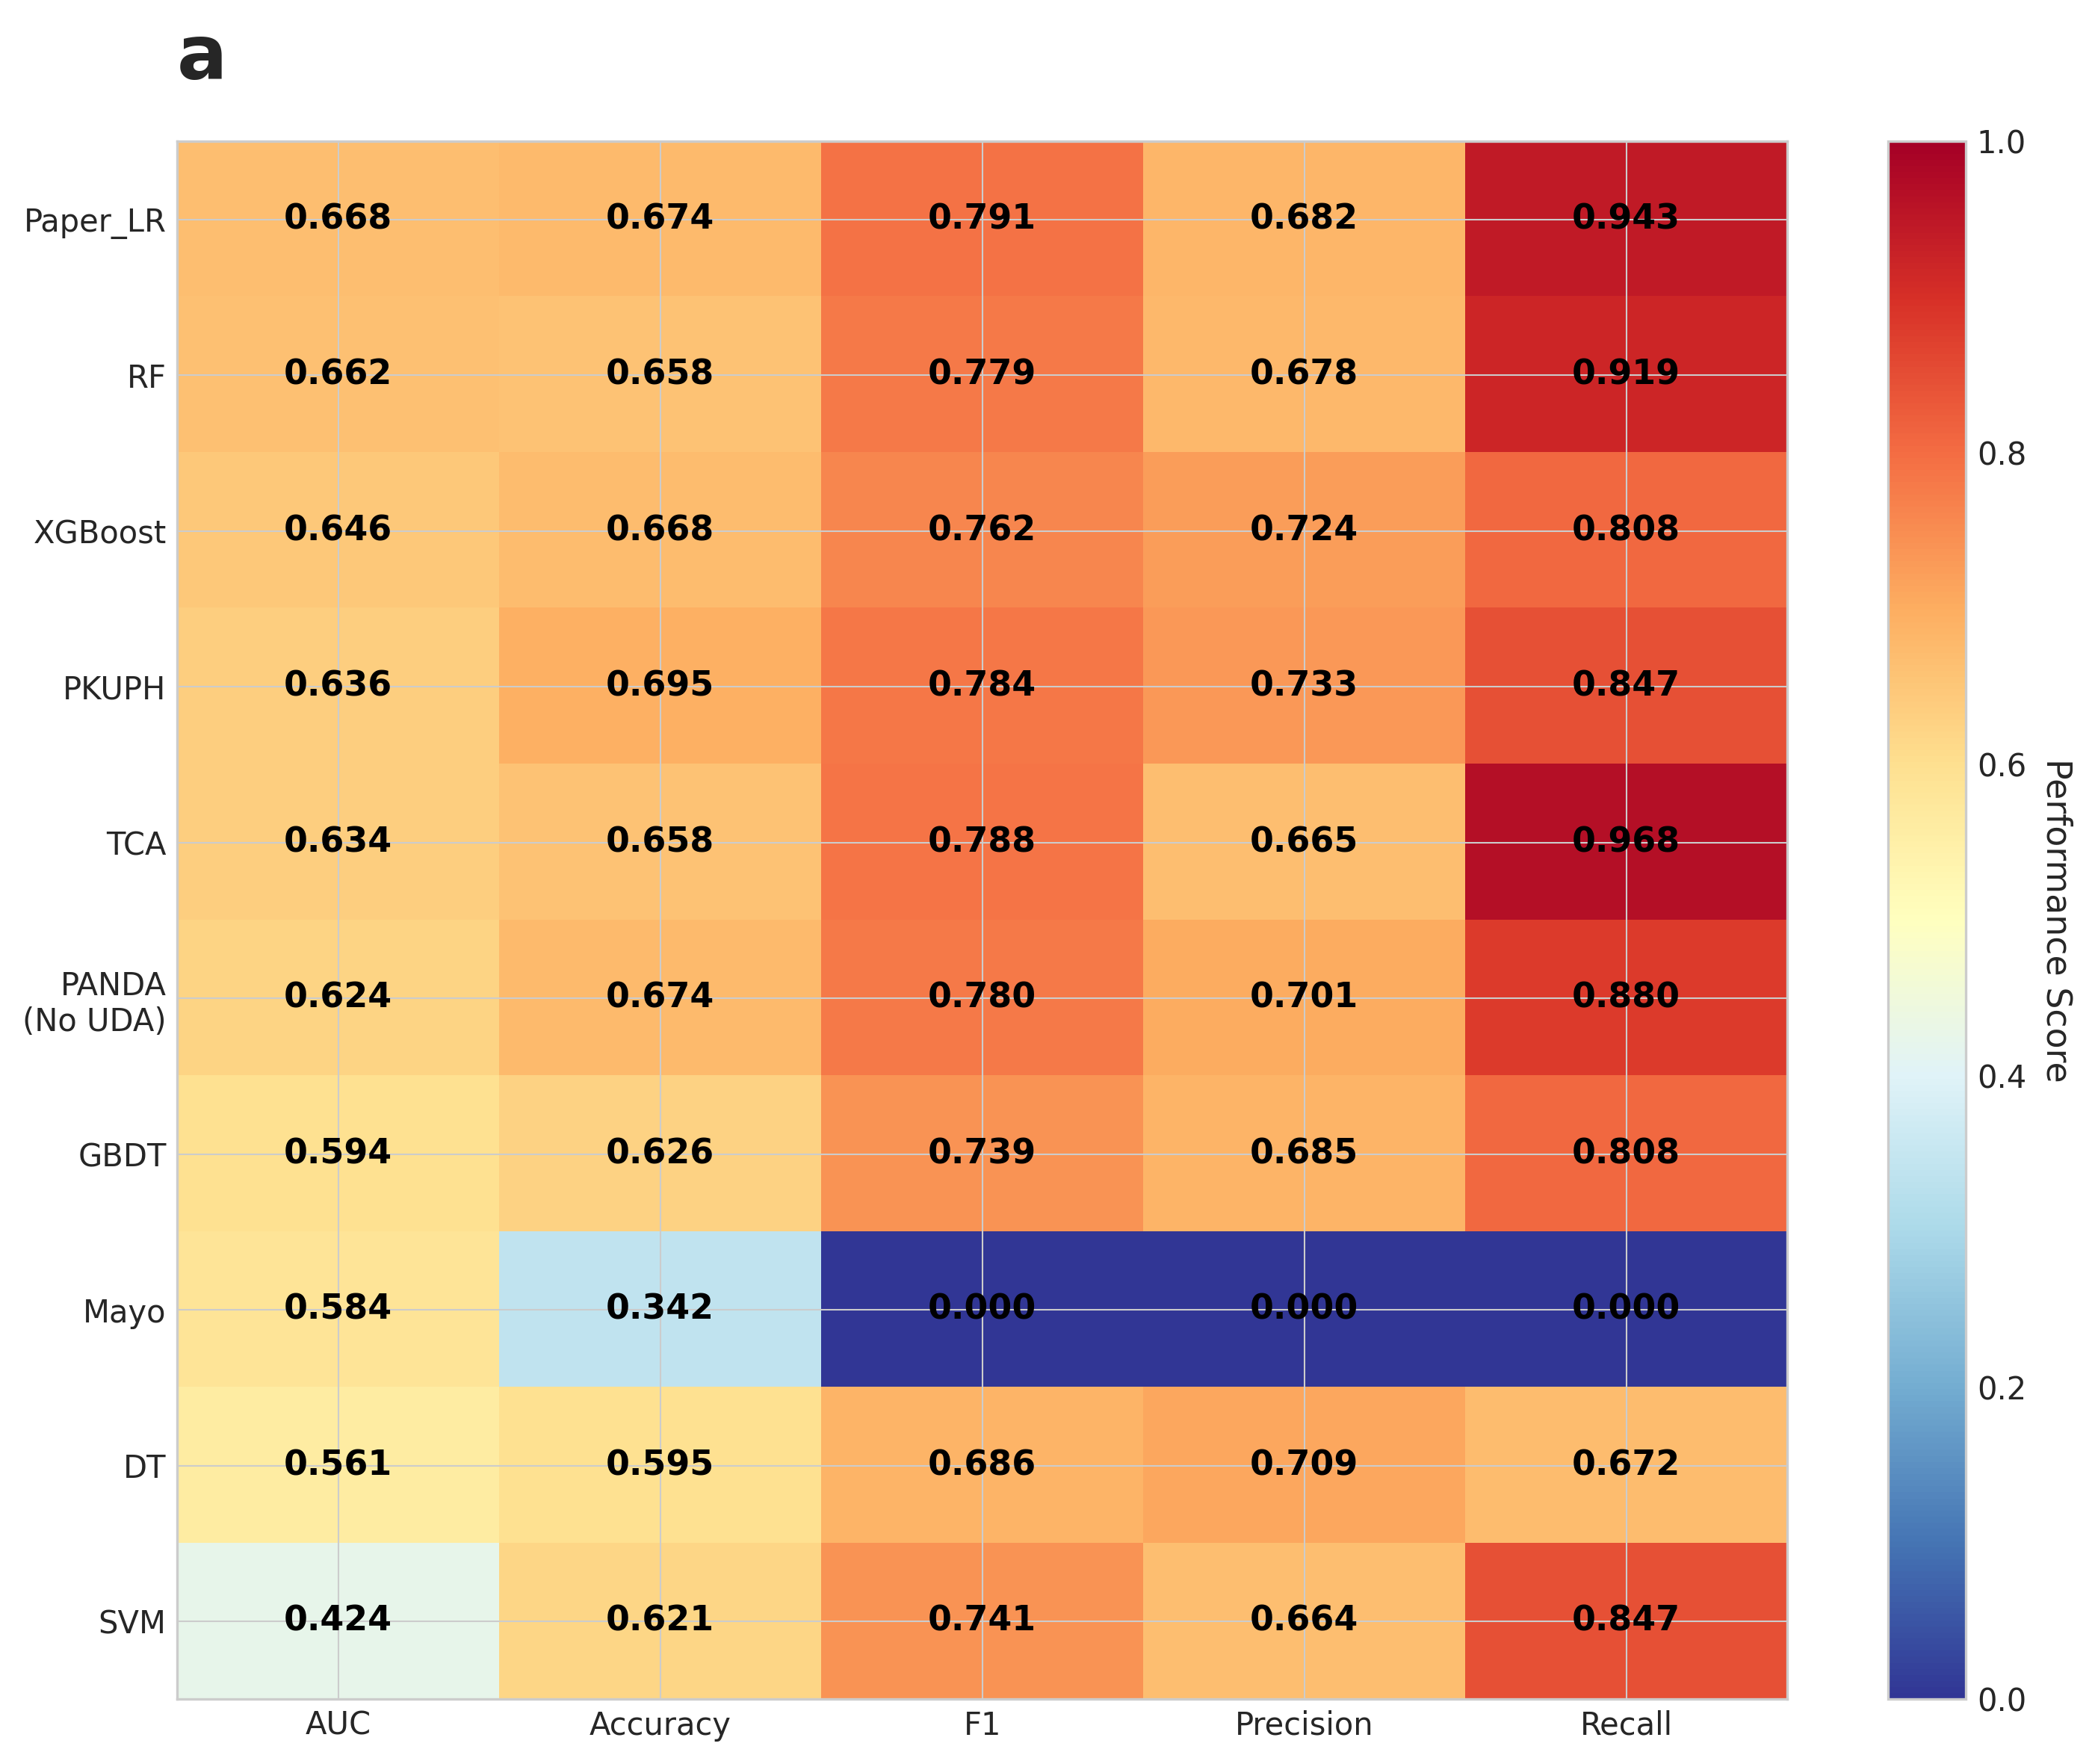 a
Paper_LR 0.668 0.674 0.791 0.682 0.943
RF 0.662 0.658 0.779 0.678 0.919
XGBoost 0.646 0.668 0.762 0.724 0.808
PKUPH 0.636 0.695 0.784 0.733 0.847
TCA 0.634 0.658 0.788 0.665 0.968
PANDA
(No UDA) 0.624 0.674 0.780 0.701 0.880
GBDT 0.594 0.626 0.739 0.685 0.808
Mayo 0.584 0.342 0.000 0.000 0.000
DT 0.561 0.595 0.686 0.709 0.672
SVM 0.424 0.621 0.741 0.664 0.847
AUC Accuracy F1 Precision Recall
1.0
0.8
0.6
0.4
0.2
0.0
Performance Score